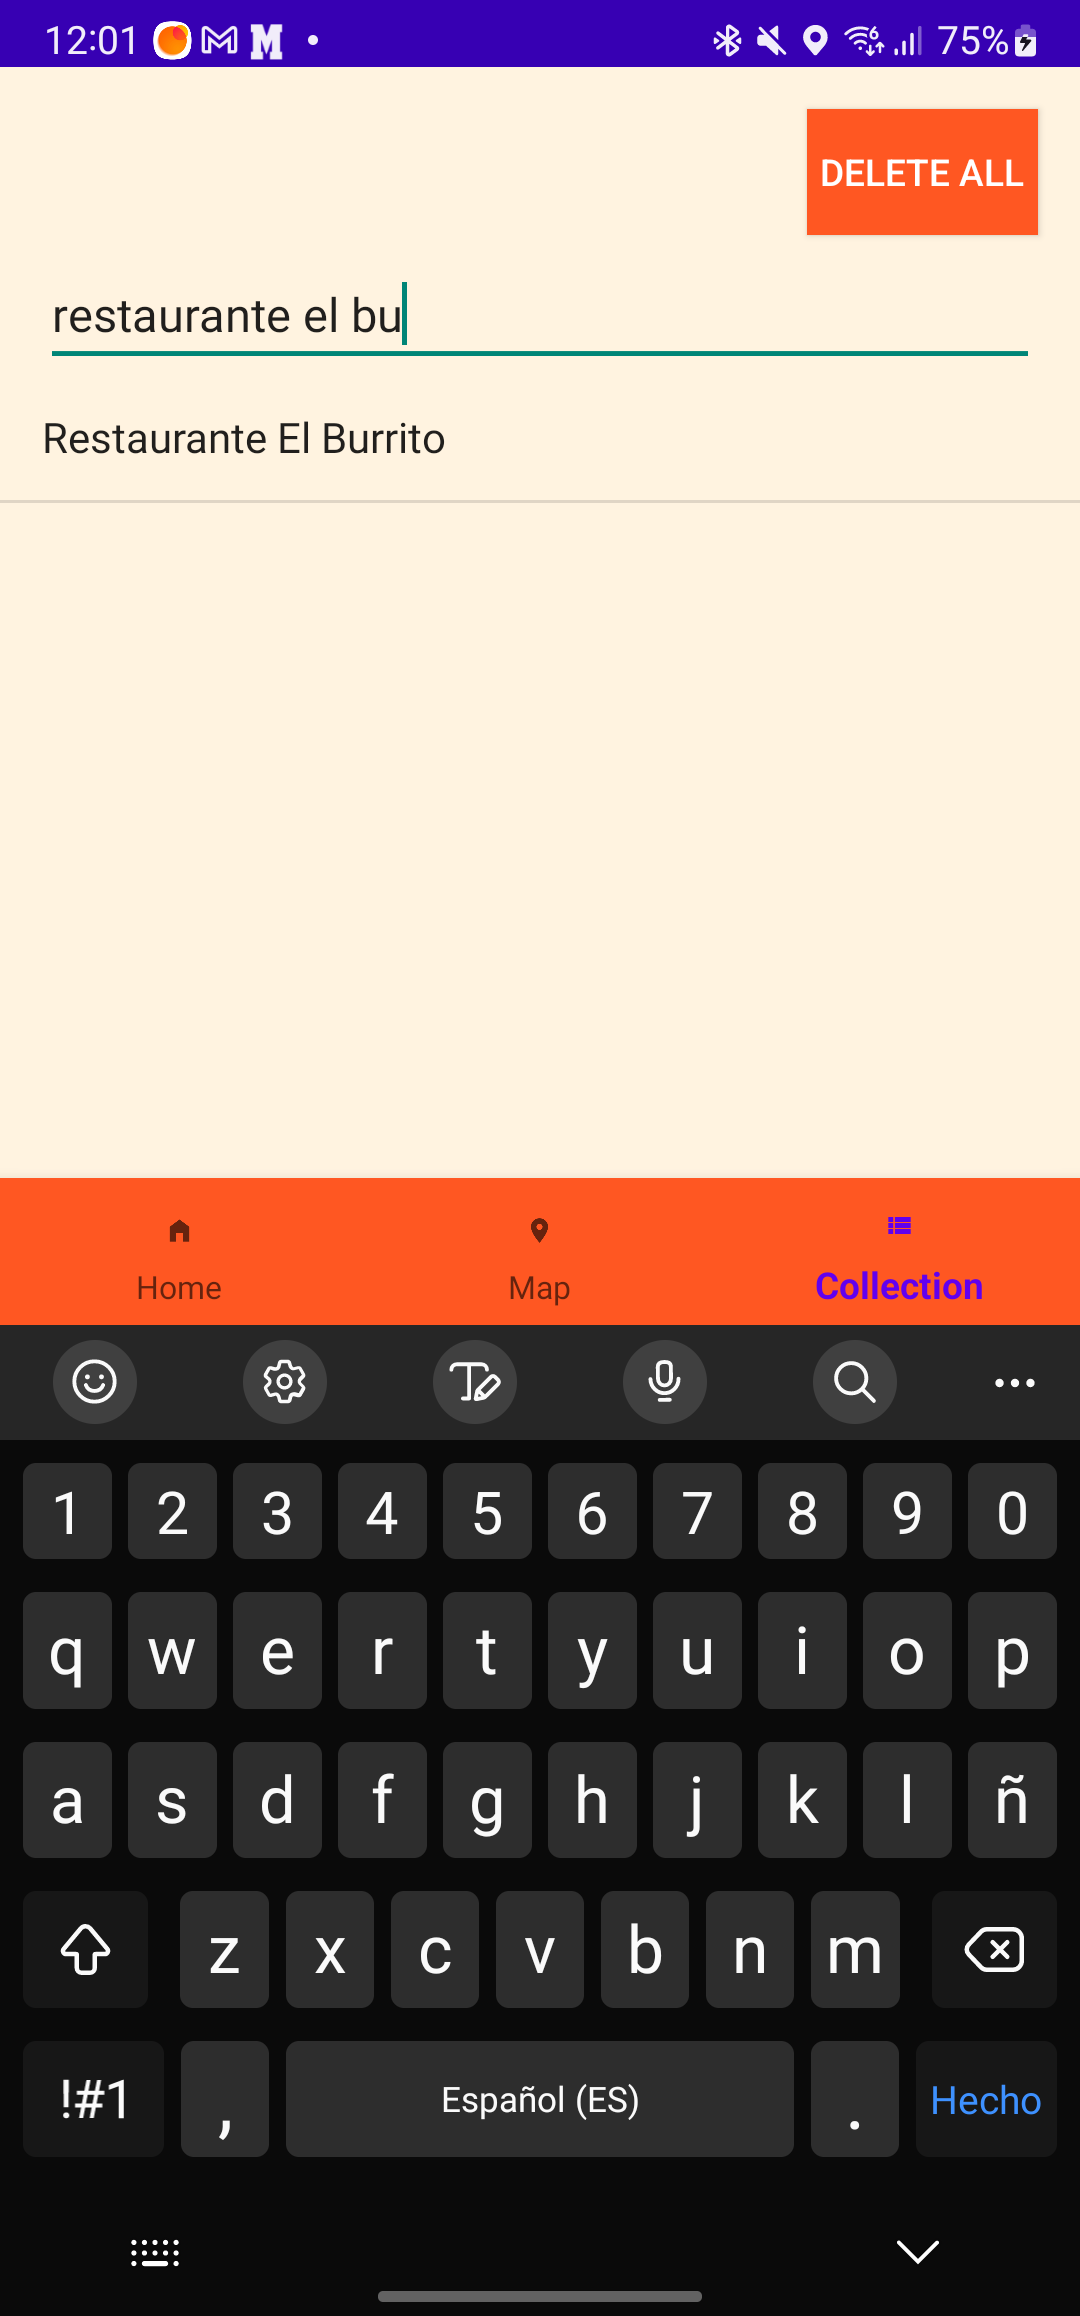 12:01 75%
DELETE ALL
restaurante el bu
Restaurante El Burrito
Home Map Collection
1 2 3 4 5 6 7 8 9 0
q w e r t y u i o p
a s d f g h j k l ñ
z x c v b n m
!#1 , Español (ES) . Hecho